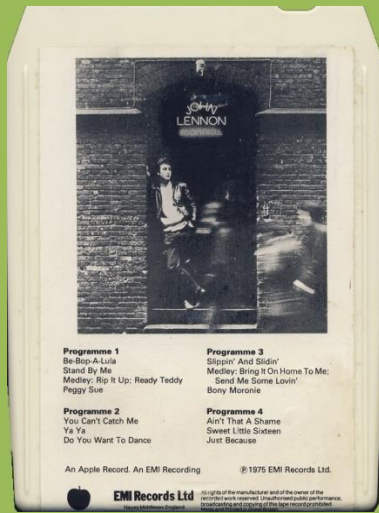 JOHN
LENNON
Programme 1
Be-Bop-A-Lula
Stand By Me
Medley: Rip It Up; Ready Teddy
Peggy Sue
Programme 2
You Can't Catch Me
Ya Ya
Do You Want To Dance
Programme 3
Slippin' And Slidin'
Medley: Bring It On Home To Me;
Send Me Some Lovin'
Bony Moronie
Programme 4
Ain't That A Shame
Sweet Little Sixteen
Just Because
An Apple Record. An EMI Recording
℗ 1975 EMI Records Ltd.
EMI Records Ltd
Hayes Middlesex England
All rights of the manufacturer and of the owner of the
recorded work reserved. Unauthorised public performance,
broadcasting and copying of this tape record prohibited.